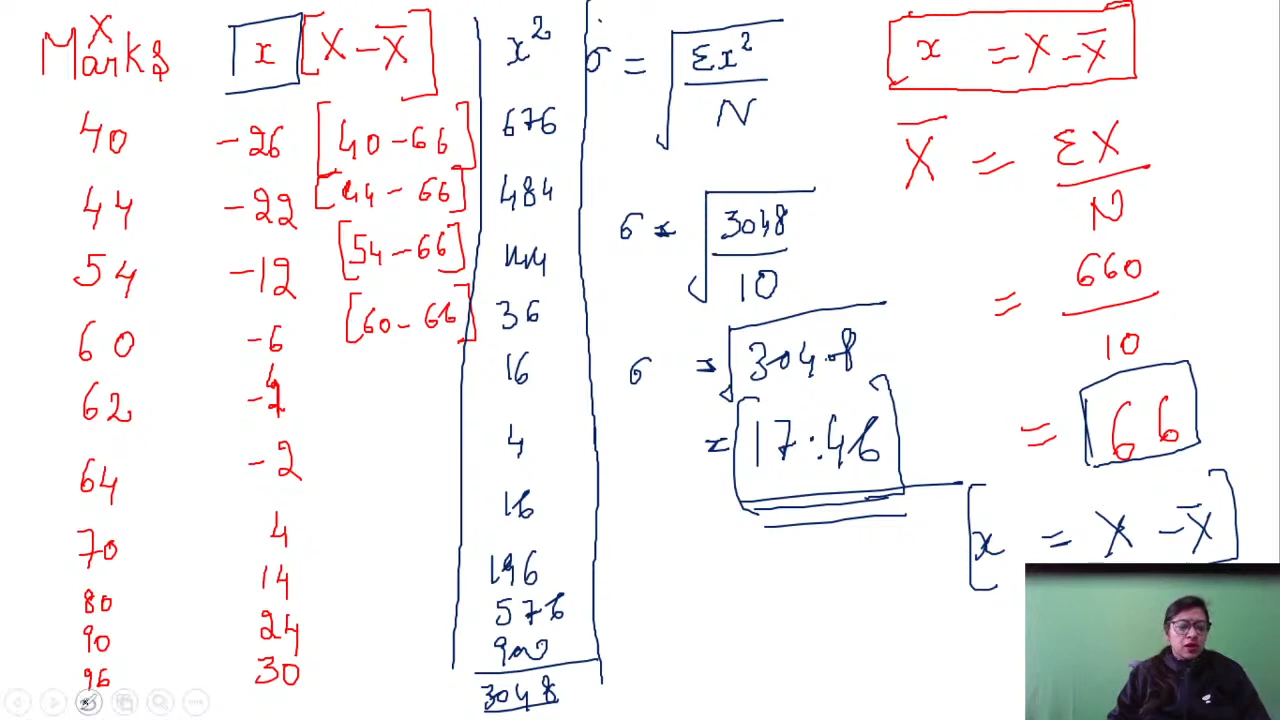 X
Marks x [X - X̅] x²
40 -26 [40-66] 676
44 -22 [44-66] 484
54 -12 [54-66] 144
60 -6 [60-66] 36
62 -4 16
64 -2 4
70 4 16
80 14 196
90 24 576
96 30 900
3048
σ = √Σx²/N
σ = √3048/10
σ = √304.8
= [17.46]
x = X - X̅
X̅ = ΣX/N
= 660/10
= 66
[x = X - X̅]